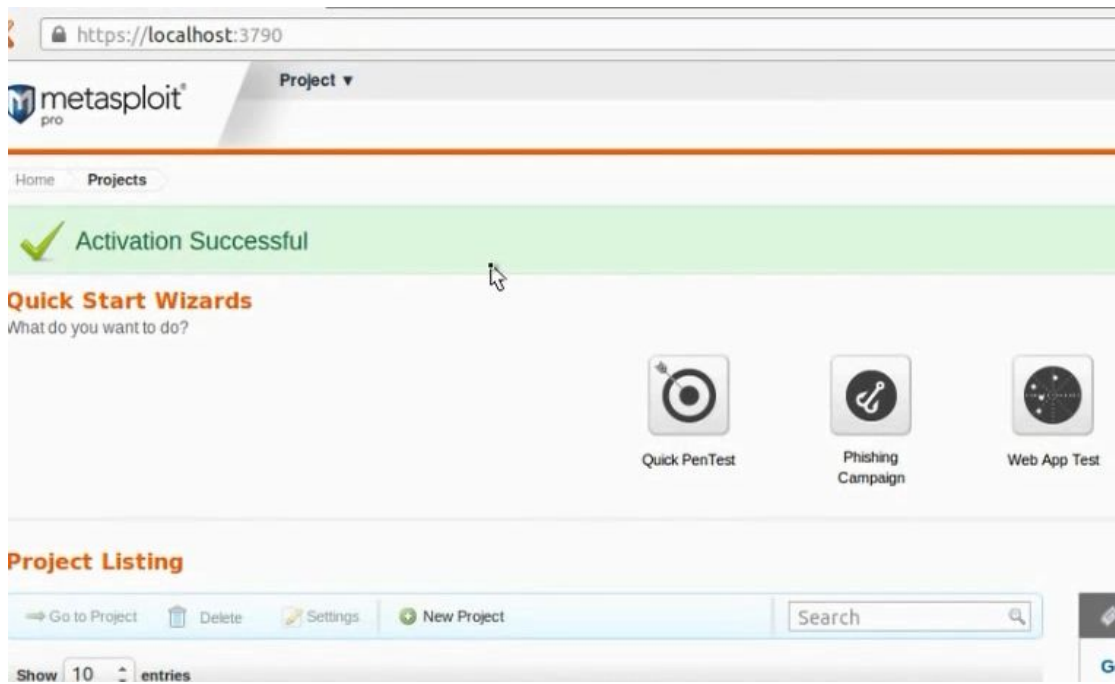 https://localhost:3790
metasploit®
pro
Project ▼
Home Projects
Activation Successful
Quick Start Wizards
What do you want to do?
Quick PenTest
Phishing
Campaign
Web App Test
Project Listing
Go to Project Delete Settings New Project Search
Show 10 entries
G